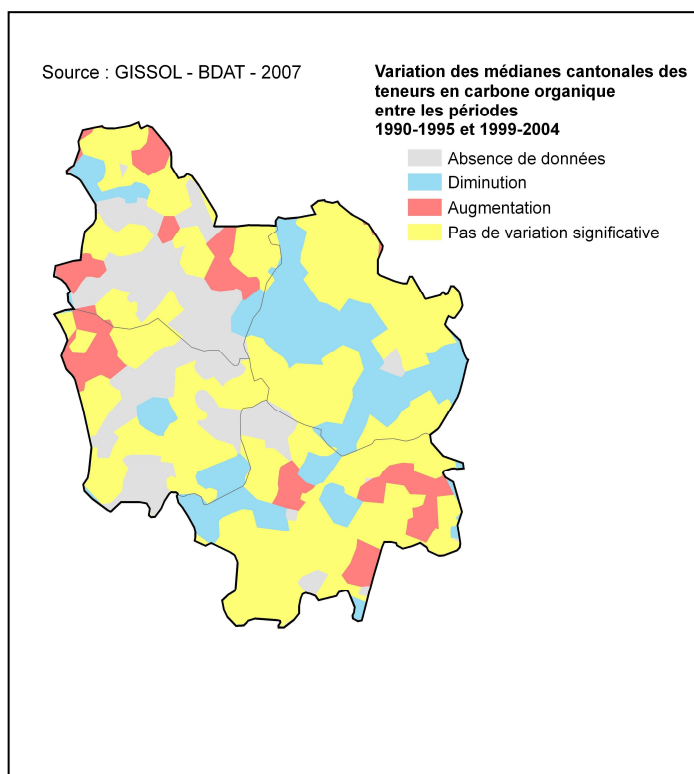 Source : GISSOL - BDAT - 2007
Variation des médianes cantonales des
teneurs en carbone organique
entre les périodes
1990-1995 et 1999-2004
Absence de données
Diminution
Augmentation
Pas de variation significative